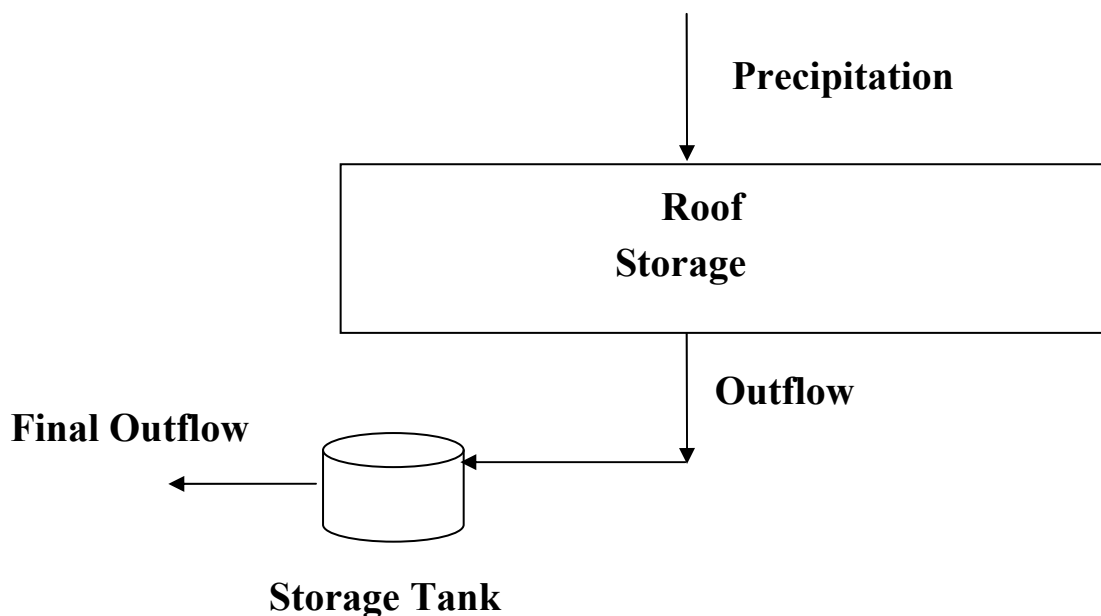 Precipitation
Roof
Storage
Outflow
Final Outflow
Storage Tank